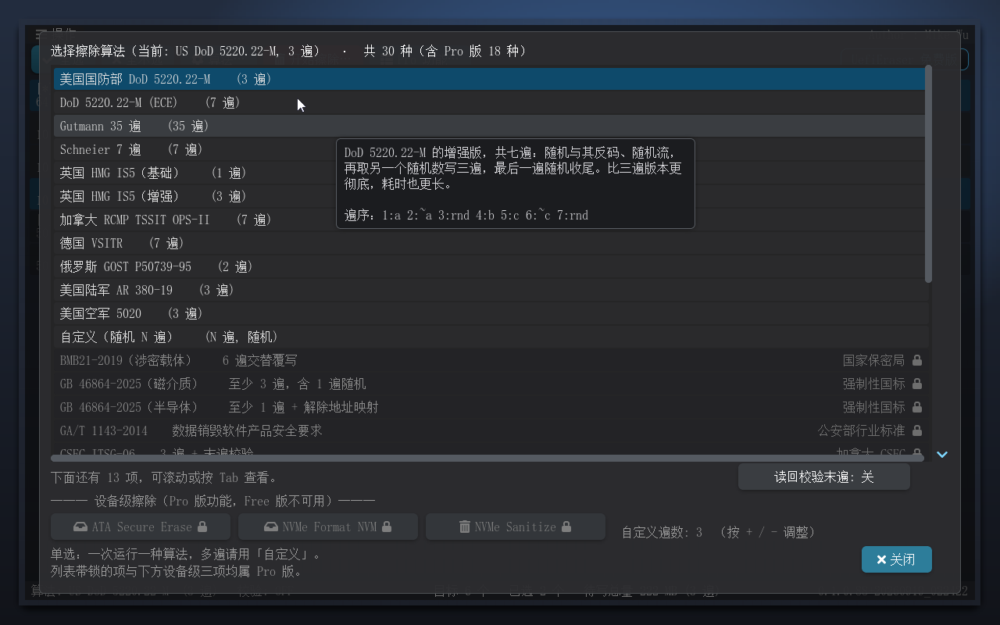 选择擦除算法（当前: US DoD 5220.22-M, 3 遍） · 共 30 种（含 Pro 版 18 种）
美国国防部 DoD 5220.22-M (3 遍)
DoD 5220.22-M (ECE) (7 遍)
Gutmann 35 遍 (35 遍)
Schneier 7 遍 (7 遍)
DoD 5220.22-M 的增强版，共七遍：随机与其反码、随机流，
再取另一个随机数写三遍，最后一遍随机收尾。比三遍版本更
彻底，耗时也更长。
遍序：1:a 2:~a 3:rnd 4:b 5:c 6:~c 7:rnd
英国 HMG IS5（基础） (1 遍)
英国 HMG IS5（增强） (3 遍)
加拿大 RCMP TSSIT OPS-II (7 遍)
德国 VSITR (7 遍)
俄罗斯 GOST P50739-95 (2 遍)
美国陆军 AR 380-19 (3 遍)
美国空军 5020 (3 遍)
自定义（随机 N 遍） (N 遍, 随机)
BMB21-2019（涉密载体） 6 遍交替覆写 国家保密局
GB 46864-2025（磁介质） 至少 3 遍，含 1 遍随机 强制性国标
GB 46864-2025（半导体） 至少 1 遍 + 解除地址映射 强制性国标
GA/T 1143-2014 数据销毁软件产品安全要求 公安部行业标准
CSEC ITSG-06 3 遍 + 末遍校验 加拿大 CSEC
下面还有 13 项，可滚动或按 Tab 查看。
读回校验末遍: 关
——— 设备级擦除（Pro 版功能，Free 版不可用）———
ATA Secure Erase
NVMe Format NVM
NVMe Sanitize
自定义遍数: 3 （按 + / - 调整）
单选：一次运行一种算法，多遍请用「自定义」。
列表带锁的项与下方设备级三项均属 Pro 版。
关闭